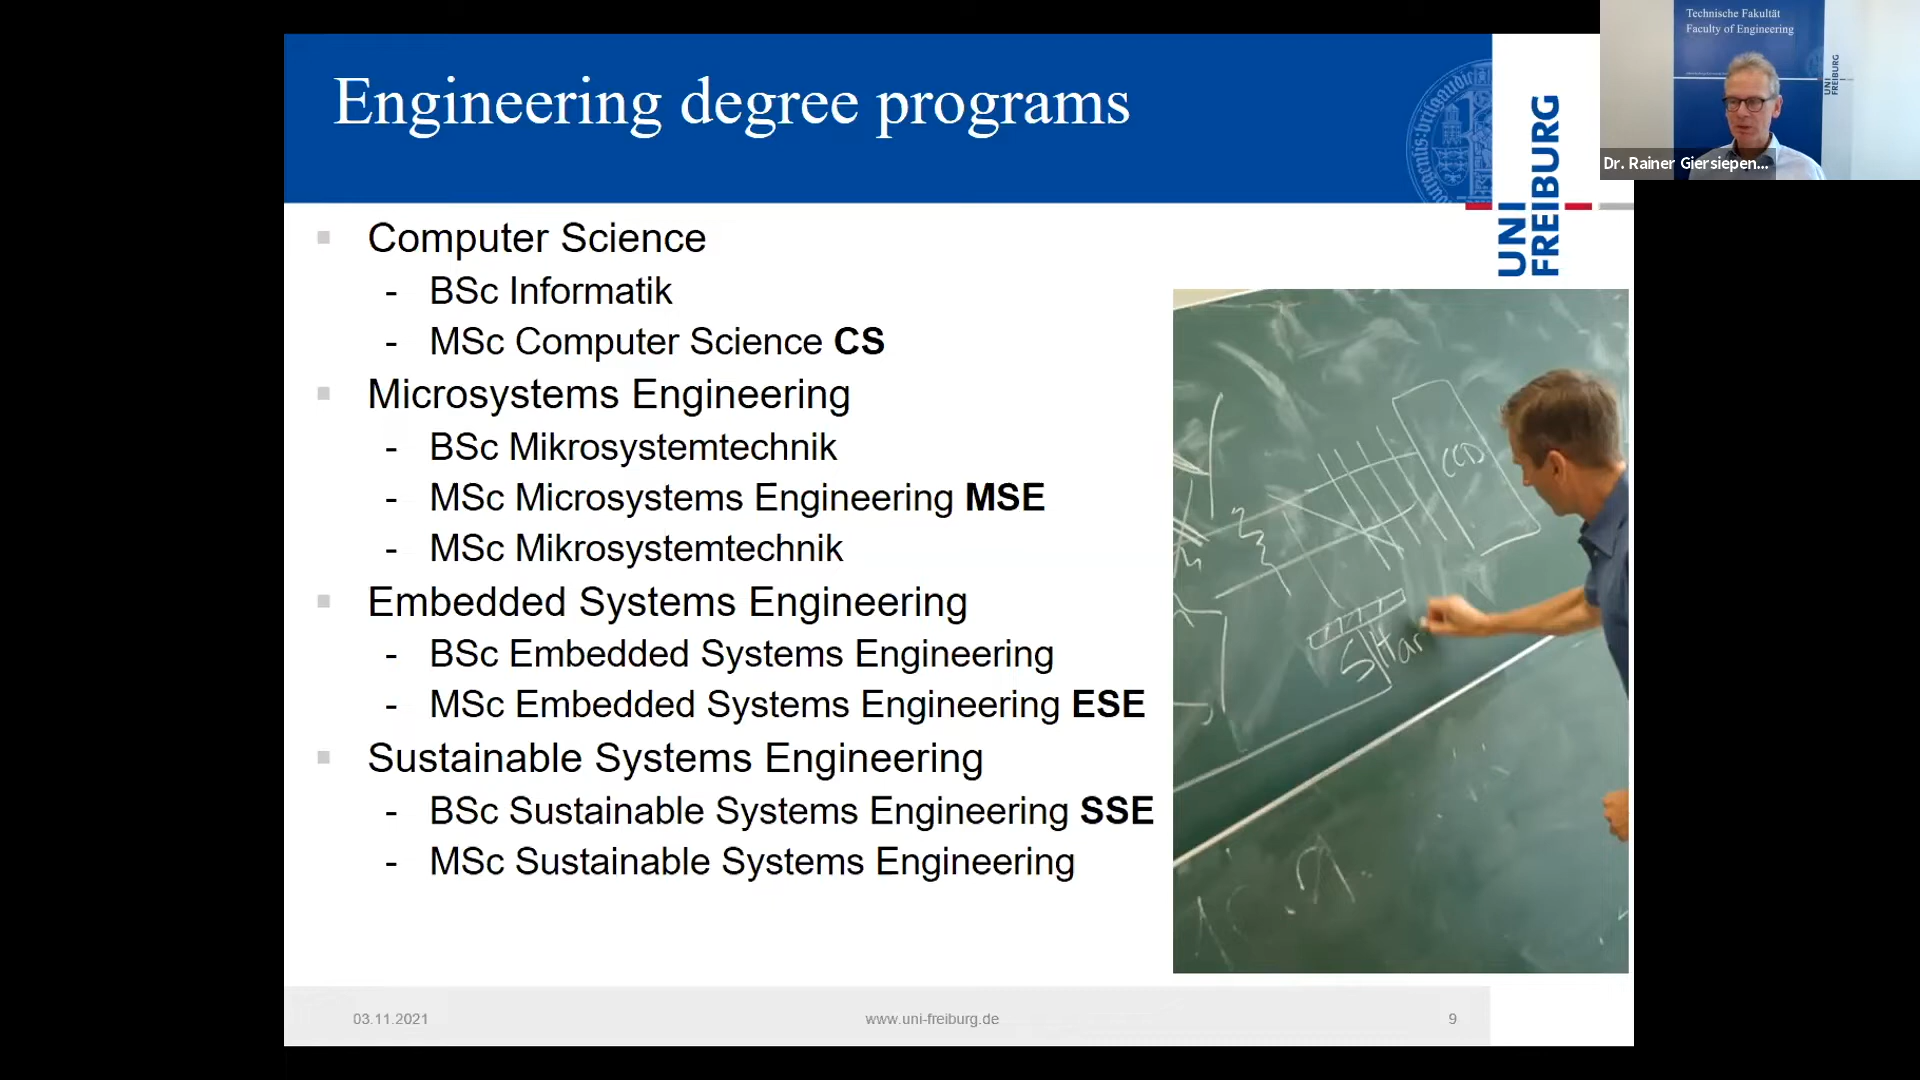 Engineering degree programs
UNI
FREIBURG
Computer Science
- BSc Informatik
- MSc Computer Science CS
Microsystems Engineering
- BSc Mikrosystemtechnik
- MSc Microsystems Engineering MSE
- MSc Mikrosystemtechnik
Embedded Systems Engineering
- BSc Embedded Systems Engineering
- MSc Embedded Systems Engineering ESE
Sustainable Systems Engineering
- BSc Sustainable Systems Engineering SSE
- MSc Sustainable Systems Engineering
CCD
03.11.2021
www.uni-freiburg.de
9
Technische Fakultät
Faculty of Engineering
UNI
FREIBURG
Dr. Rainer Giersiepen...